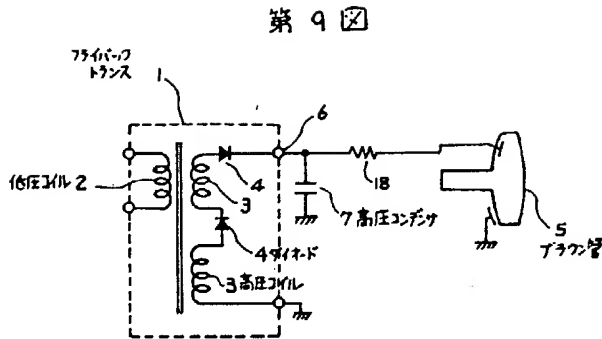 第9図
フライバック
トランス
1
6
低圧コイル2
4
3
18
7 高圧コンデンサ
4ダイオード
3高圧コイル
5
ブラウン管